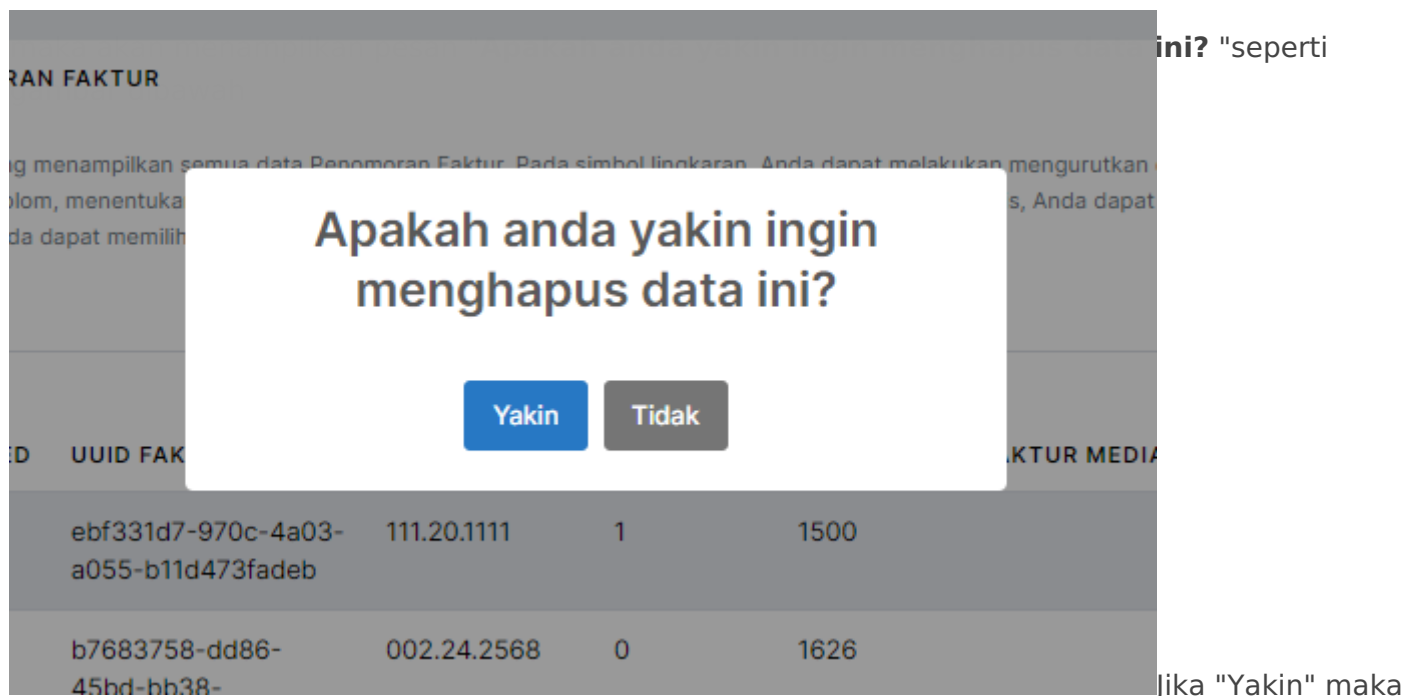 ini? "seperti
RAN FAKTUR
menampilkan semua data Penomoran Faktur. Pada simbol lingkaran, Anda dapat melakukan mengurutkan
menentuka
s, Anda dapat
dapat memilih
Apakah anda yakin ingin
menghapus data ini?
Yakin
Tidak
ED UUID FAK KTUR MEDIA
ebf331d7-970c-4a03- 111.20.1111 1 1500
a055-b11d473fadeb
b7683758-dd86- 002.24.2568 0 1626
45bd-bb38-
Jika "Yakin" maka